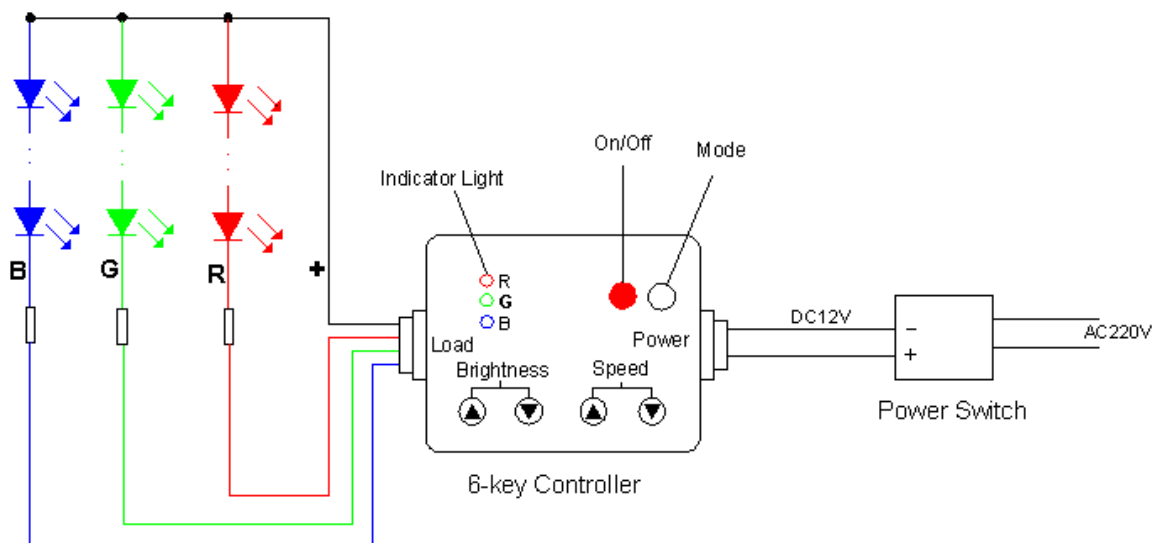 On/Off
Mode
Indicator Light
B
G
R
+
R
G
B
Load
Power
Brightness
Speed
DC12V
−
+
AC220V
Power Switch
6-key Controller